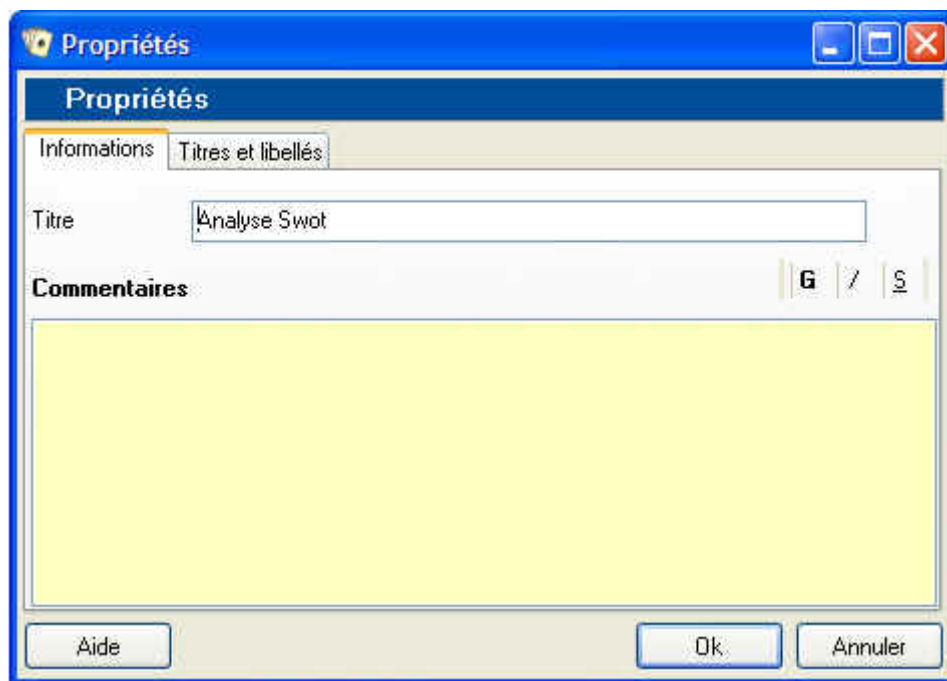 Propriétés
Propriétés
Informations Titres et libellés
Titre Analyse Swot
Commentaires G I S
Aide Ok Annuler